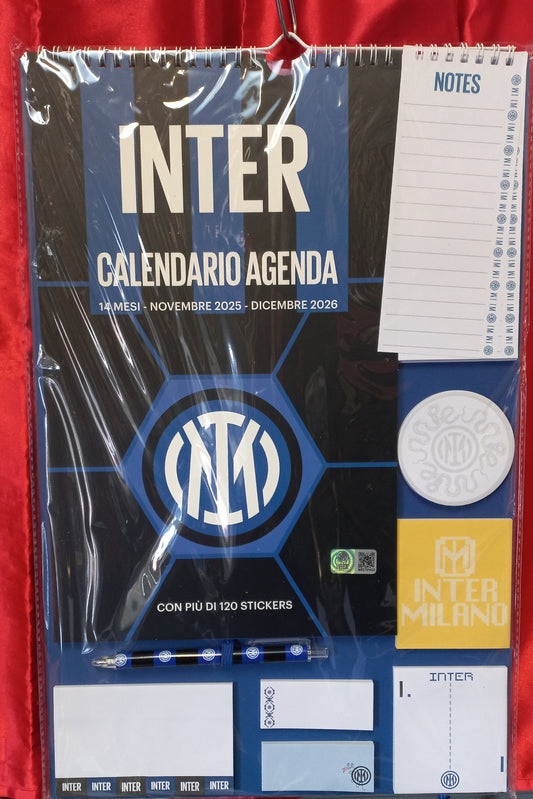 INTER
CALENDARIO AGENDA
14 MESI - NOVEMBRE 2025 - DICEMBRE 2026
CON PIÙ DI 120 STICKERS
NOTES
INTER
MILANO
INTER
I.
INTER INTER INTER INTER INTER INTER